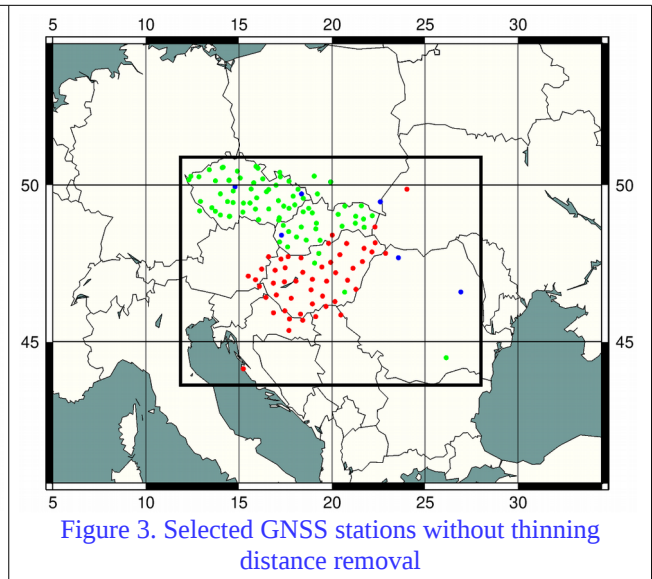 5 10 15 20 25 30
50 50
45 45
5 10 15 20 25 30
Figure 3. Selected GNSS stations without thinning
distance removal